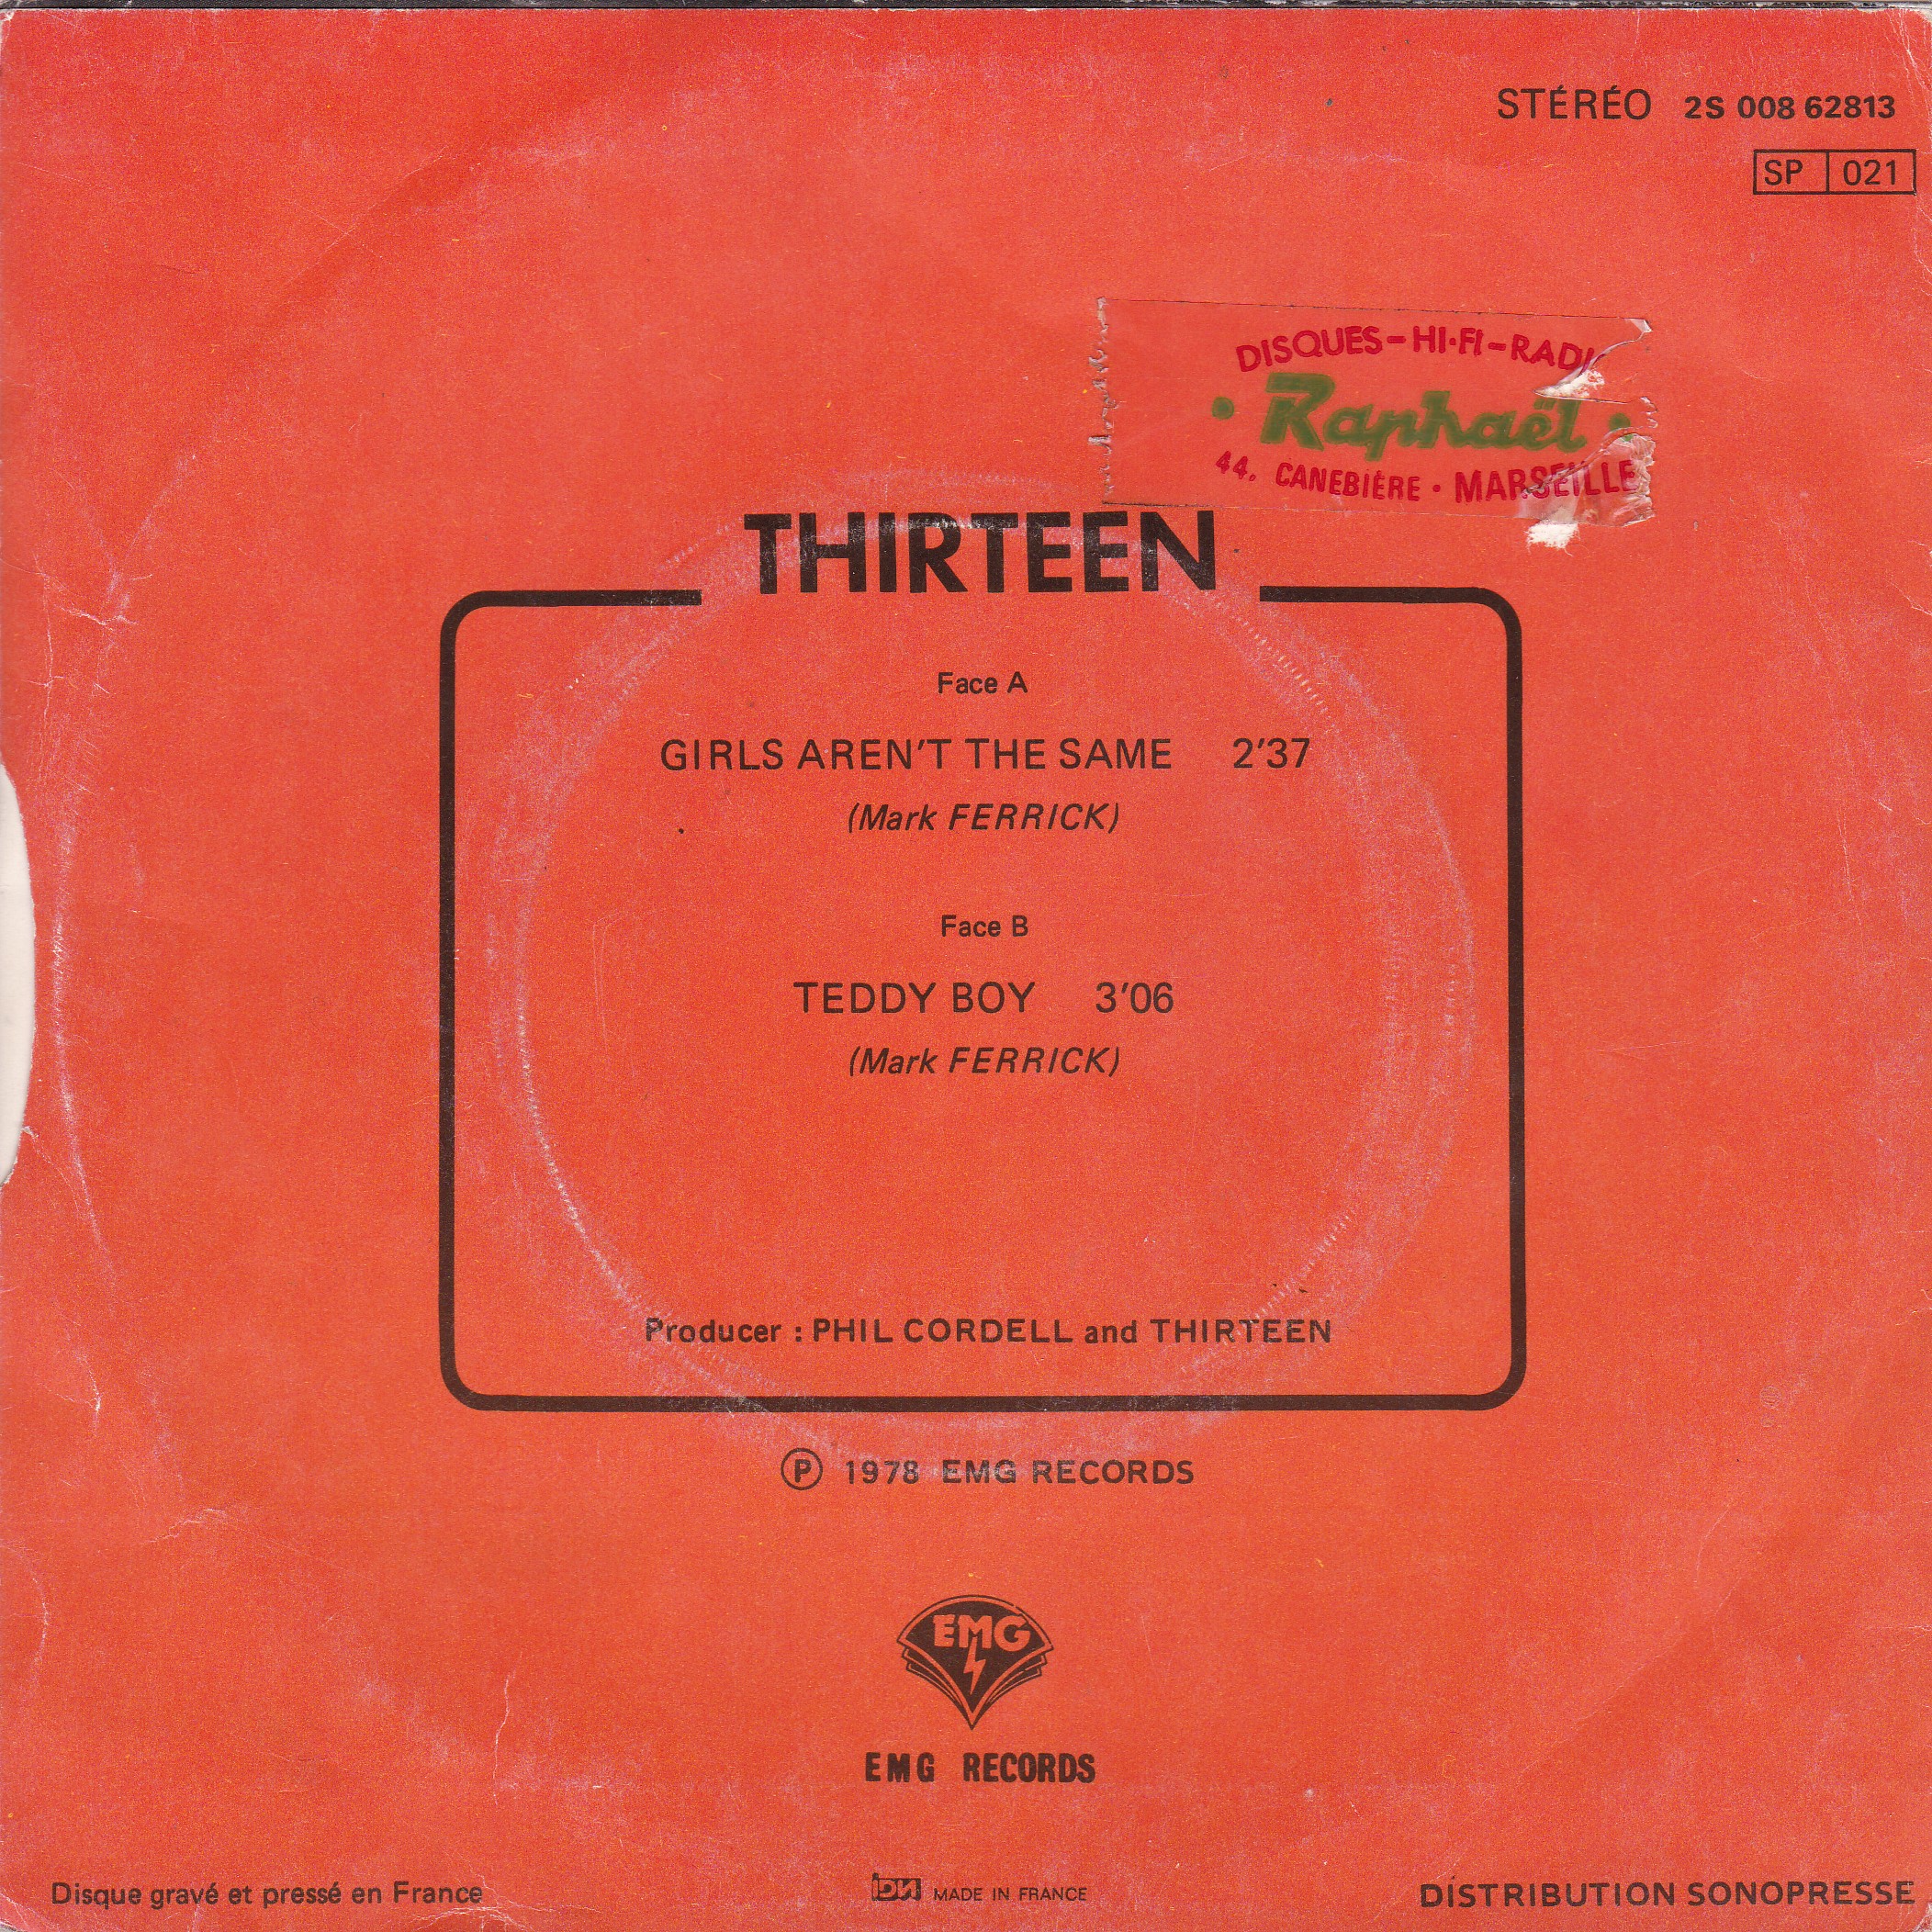 STÉRÉO 2S 008 62813
SP 021
DISQUES-HI-FI-RADI
• Raphaël •
44, CANEBIÈRE • MARSEILLE
THIRTEEN
Face A
GIRLS AREN'T THE SAME 2'37
(Mark FERRICK)
Face B
TEDDY BOY 3'06
(Mark FERRICK)
Producer : PHIL CORDELL and THIRTEEN
Ⓟ 1978 EMG RECORDS
EMG
EMG RECORDS
Disque gravé et pressé en France
IDN MADE IN FRANCE
DISTRIBUTION SONOPRESSE